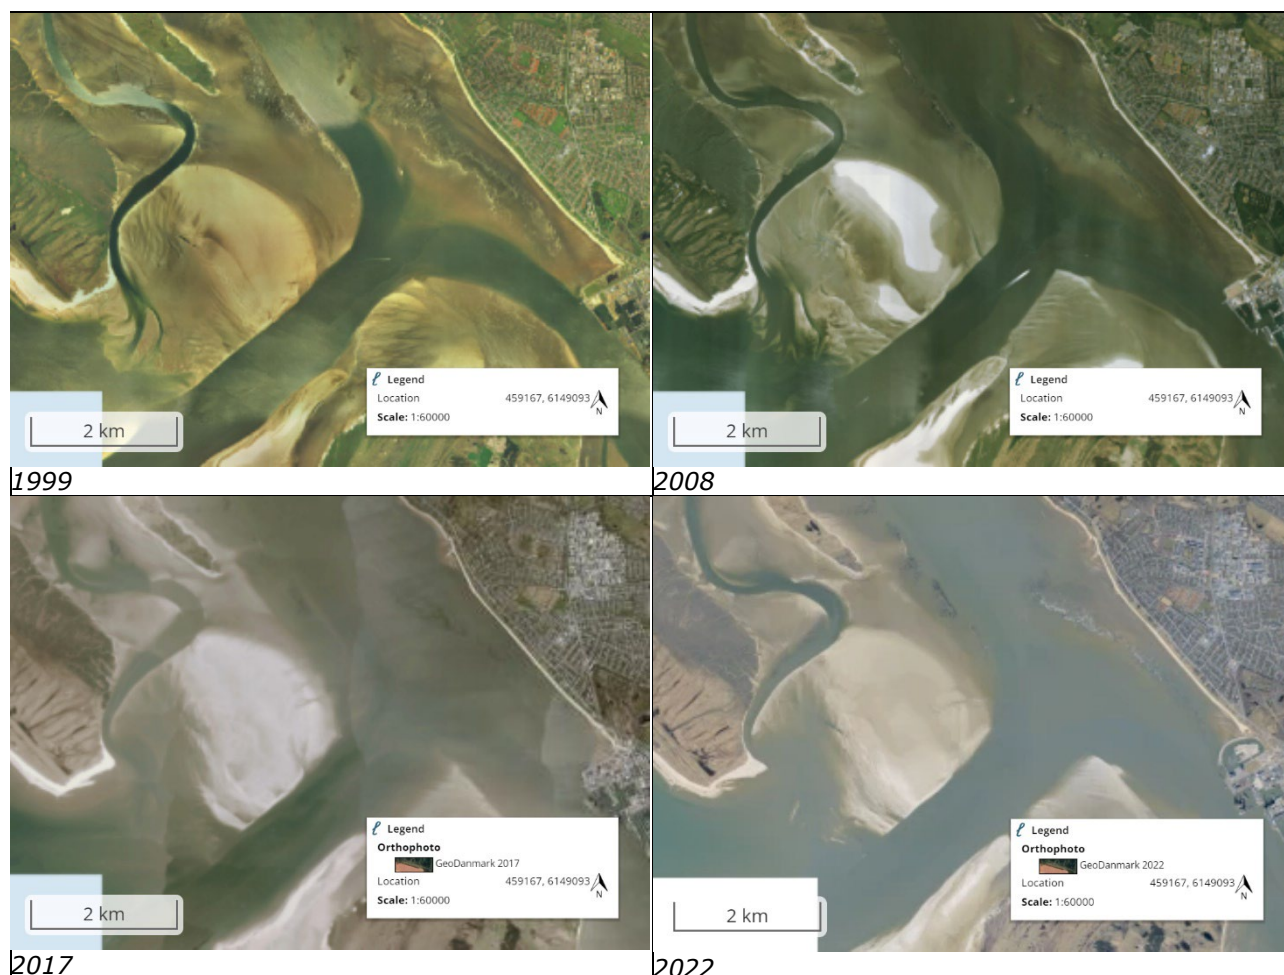 Legend
Location 459167, 6149093
N
Scale: 1:60000
2 km
1999
Legend
Location 459167, 6149093
N
Scale: 1:60000
2 km
2008
Legend
Orthophoto
GeoDanmark 2017
Location 459167, 6149093
N
Scale: 1:60000
2 km
2017
Legend
Orthophoto
GeoDanmark 2022
Location 459167, 6149093
N
Scale: 1:60000
2 km
2022